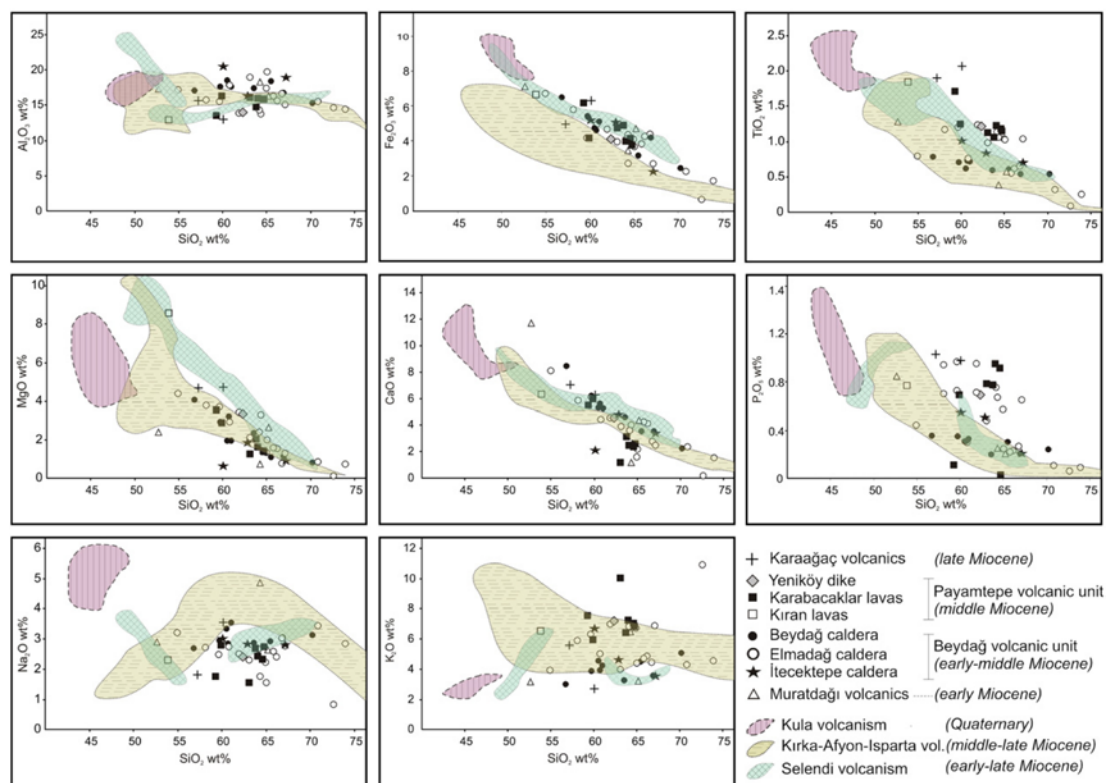 25
20
15
10
5
0
Al₂O₃ wt%
45 50 55 60 65 70 75
SiO₂ wt%
10
8
6
4
2
0
Fe₂O₃ wt%
45 50 55 60 65 70 75
SiO₂ wt%
2.5
2.0
1.5
1.0
0.5
0
TiO₂ wt%
45 50 55 60 65 70 75
SiO₂ wt%
10
8
6
4
2
0
MgO wt%
45 50 55 60 65 70 75
SiO₂ wt%
16
14
12
10
8
6
4
2
0
CaO wt%
45 50 55 60 65 70 75
SiO₂ wt%
1.4
1.2
0.8
0.4
0
P₂O₅ wt%
45 50 55 60 65 70 75
SiO₂ wt%
6
5
4
3
2
1
0
Na₂O wt%
45 50 55 60 65 70 75
SiO₂ wt%
12
10
8
6
4
2
0
K₂O wt%
45 50 55 60 65 70 75
SiO₂ wt%
Karaağaç volcanics (late Miocene)
Yeniköy dike
Karabacaklar lavas
Kıran lavas
Payamtepe volcanic unit
(middle Miocene)
Beydağ caldera
Elmadağ caldera
İtecektepe caldera
Beydağ volcanic unit
(early-middle Miocene)
Muratdağı volcanics (early Miocene)
Kula volcanism (Quaternary)
Kırka-Afyon-Isparta vol. (middle-late Miocene)
Selendi volcanism (early-late Miocene)